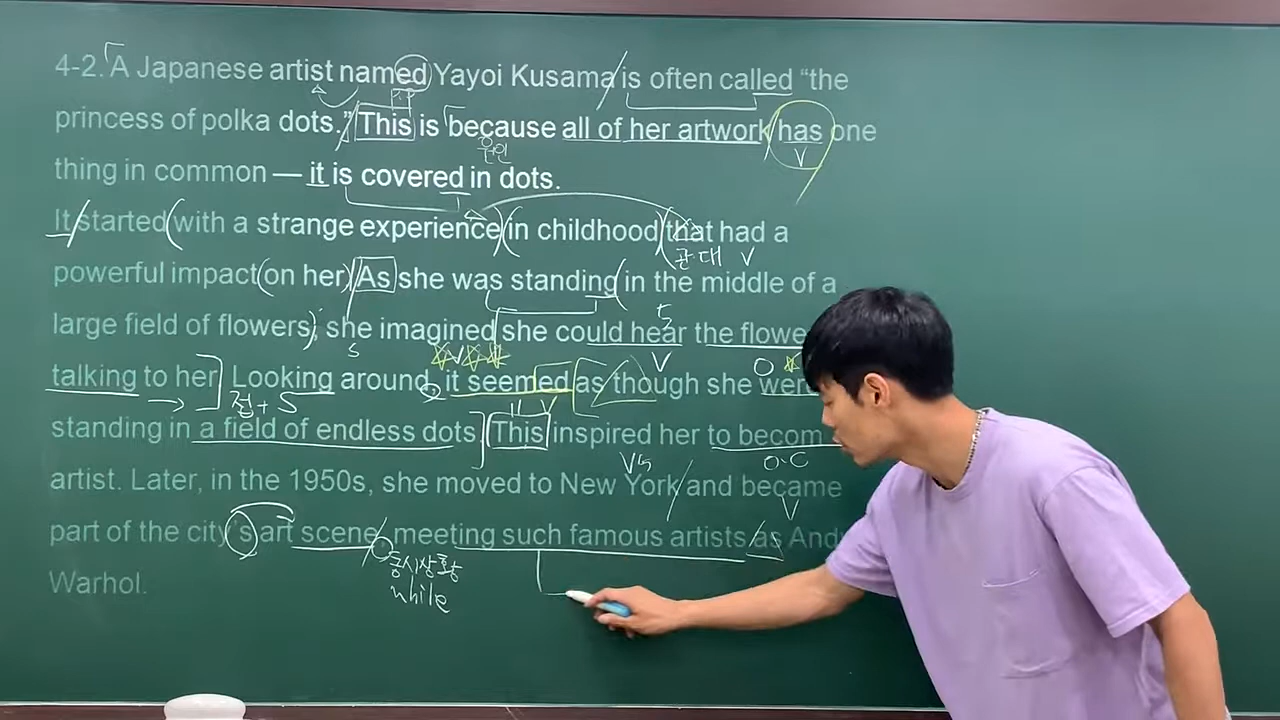 4-2. A Japanese artist named Yayoi Kusama is often called “the
princess of polka dots.” This is because all of her artwork has one
원인
V
thing in common — it is covered in dots.
It started with a strange experience in childhood that had a
관대 V
powerful impact on her. As she was standing in the middle of a
large field of flowers, she imagined she could hear the flowe
S V 5 V O
talking to her. Looking around, it seemed as though she were
접+S V
standing in a field of endless dots. This inspired her to becom
V5 O.C
artist. Later, in the 1950s, she moved to New York and became
V
part of the city's art scene, meeting such famous artists as And
동시상황
while
Warhol.